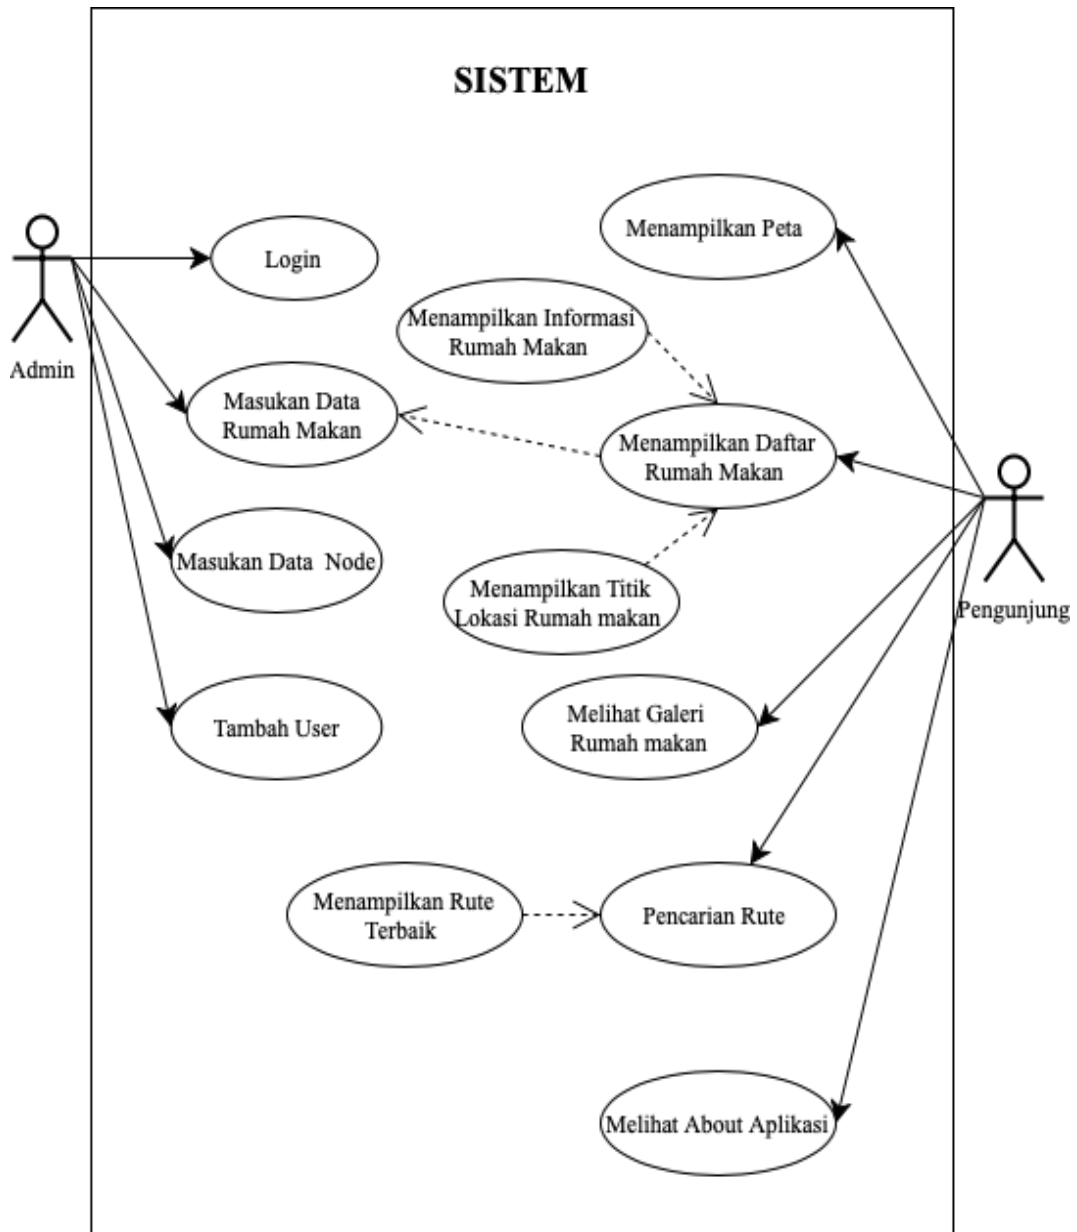 SISTEM
Menampilkan Peta
Login
Admin
Menampilkan Informasi
Rumah Makan
Masukan Data
Rumah Makan
Menampilkan Daftar
Rumah Makan
Pengunjung
Masukan Data  Node
Menampilkan Titik
Lokasi Rumah makan
Tambah User
Melihat Galeri
Rumah makan
Menampilkan Rute
Terbaik
Pencarian Rute
Melihat About Aplikasi